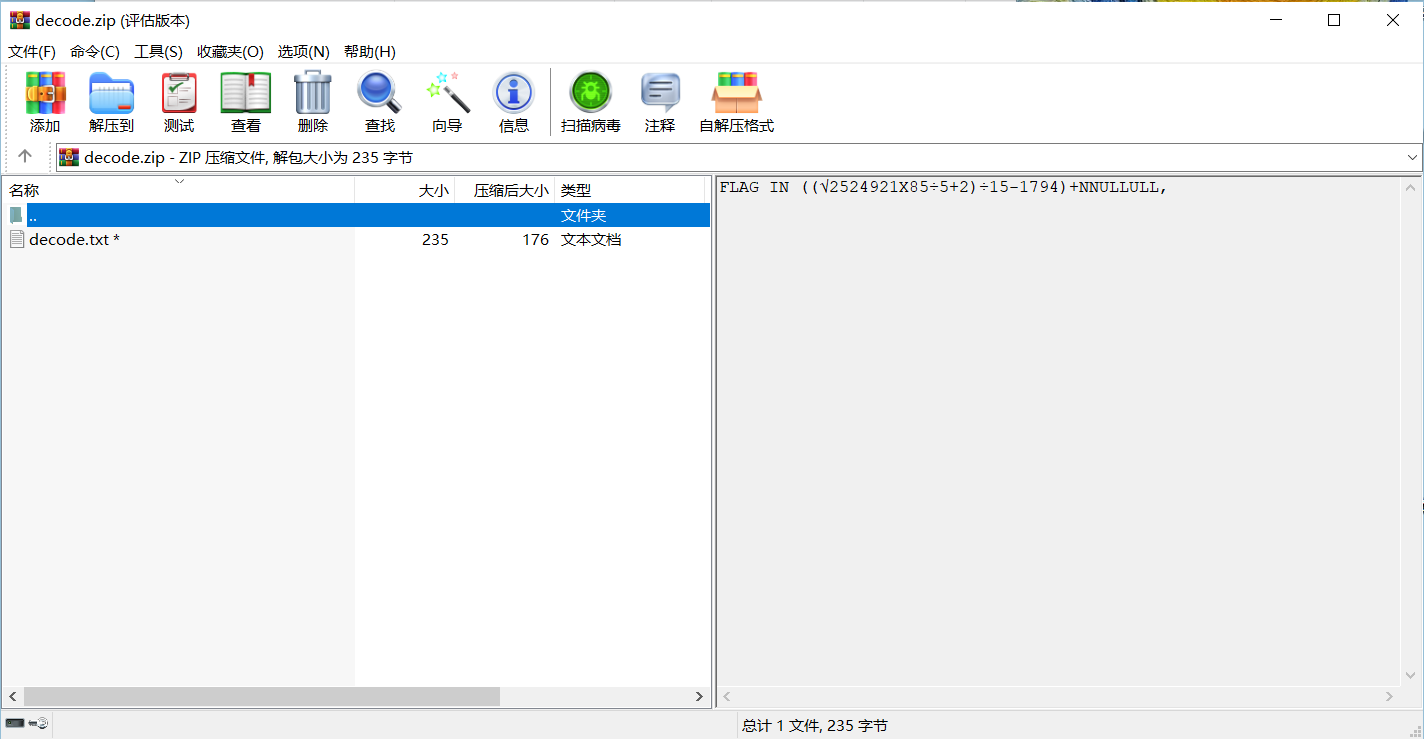 decode.zip (评估版本)
文件(F) 命令(C) 工具(S) 收藏夹(O) 选项(N) 帮助(H)
添加 解压到 测试 查看 删除 查找 向导 信息 扫描病毒 注释 自解压格式
decode.zip - ZIP 压缩文件, 解包大小为 235 字节
名称 大小 压缩后大小 类型
.. 文件夹
decode.txt * 235 176 文本文档
FLAG IN ((√2524921X85÷5+2)÷15-1794)+NNULLULL,
总计 1 文件, 235 字节